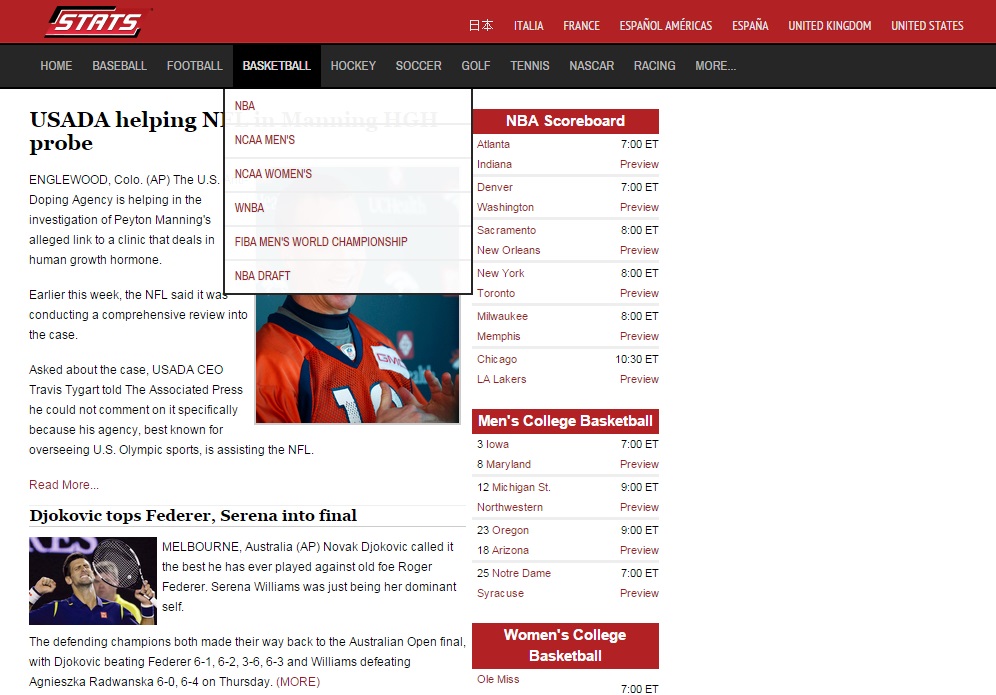 STATS
日本 ITALIA FRANCE ESPAÑOL AMÉRICAS ESPAÑA UNITED KINGDOM UNITED STATES
HOME BASEBALL FOOTBALL BASKETBALL HOCKEY SOCCER GOLF TENNIS NASCAR RACING MORE...
NBA
NCAA MEN'S
NCAA WOMEN'S
WNBA
FIBA MEN'S WORLD CHAMPIONSHIP
NBA DRAFT
USADA helping NFL in Manning HGH
probe
ENGLEWOOD, Colo. (AP) The U.S.
Doping Agency is helping in the
investigation of Peyton Manning's
alleged link to a clinic that deals in
human growth hormone.
Earlier this week, the NFL said it was
conducting a comprehensive review into
the case.
Asked about the case, USADA CEO
Travis Tygart told The Associated Press
he could not comment on it specifically
because his agency, best known for
overseeing U.S. Olympic sports, is assisting the NFL.
Read More...
GMC
Djokovic tops Federer, Serena into final
MELBOURNE, Australia (AP) Novak Djokovic called it
the best he has ever played against old foe Roger
Federer. Serena Williams was just being her dominant
self.
The defending champions both made their way back to the Australian Open final,
with Djokovic beating Federer 6-1, 6-2, 3-6, 6-3 and Williams defeating
Agnieszka Radwanska 6-0, 6-4 on Thursday. (MORE)
NBA Scoreboard
Atlanta 7:00 ET
Indiana Preview
Denver 7:00 ET
Washington Preview
Sacramento 8:00 ET
New Orleans Preview
New York 8:00 ET
Toronto Preview
Milwaukee 8:00 ET
Memphis Preview
Chicago 10:30 ET
LA Lakers Preview
Men's College Basketball
3 Iowa 7:00 ET
8 Maryland Preview
12 Michigan St. 9:00 ET
Northwestern Preview
23 Oregon 9:00 ET
18 Arizona Preview
25 Notre Dame 7:00 ET
Syracuse Preview
Women's College
Basketball
Ole Miss
7:00 ET